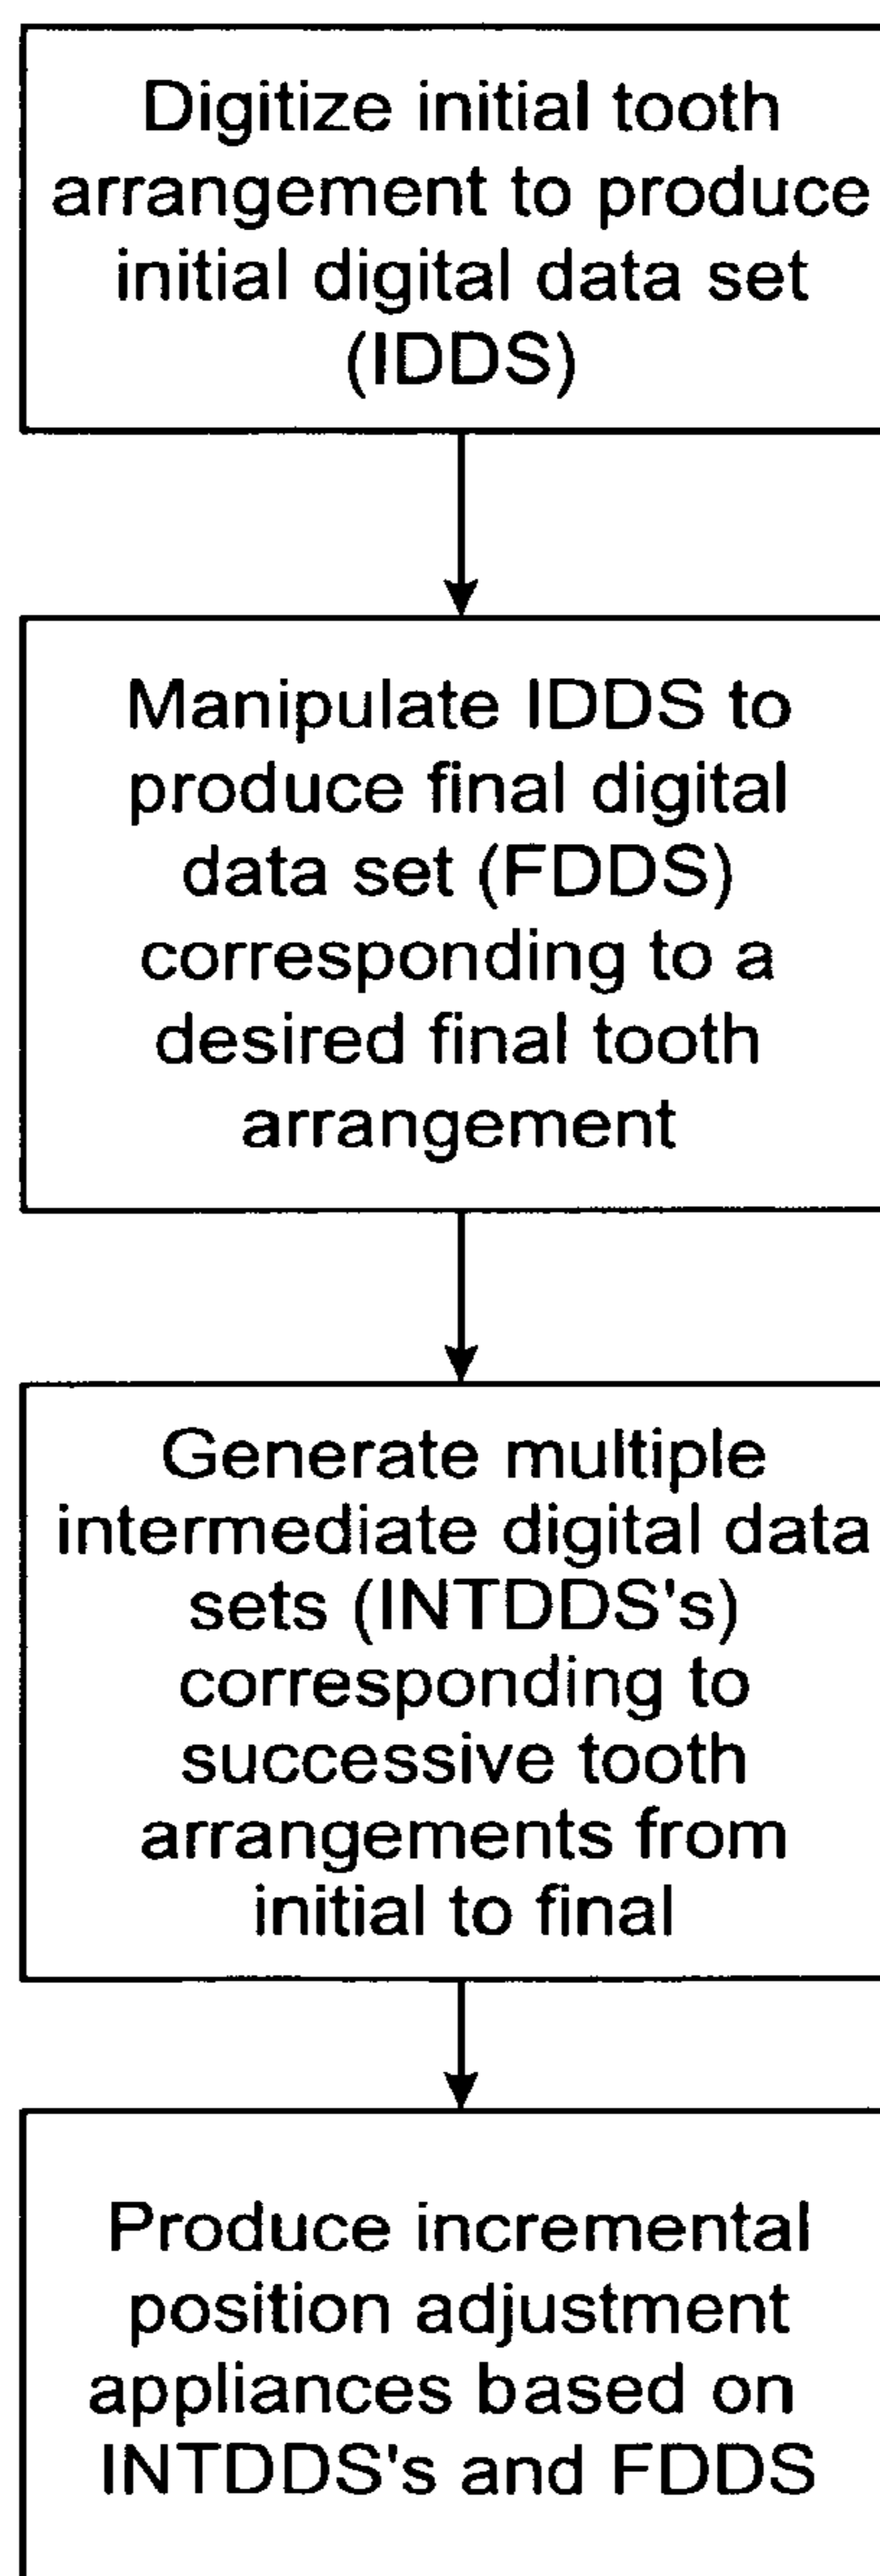 Digitize initial tooth
arrangement to produce
initial digital data set
(IDDS)
Manipulate IDDS to
produce final digital
data set (FDDS)
corresponding to a
desired final tooth
arrangement
Generate multiple
intermediate digital data
sets (INTDDS's)
corresponding to
successive tooth
arrangements from
initial to final
Produce incremental
position adjustment
appliances based on
INTDDS's and FDDS